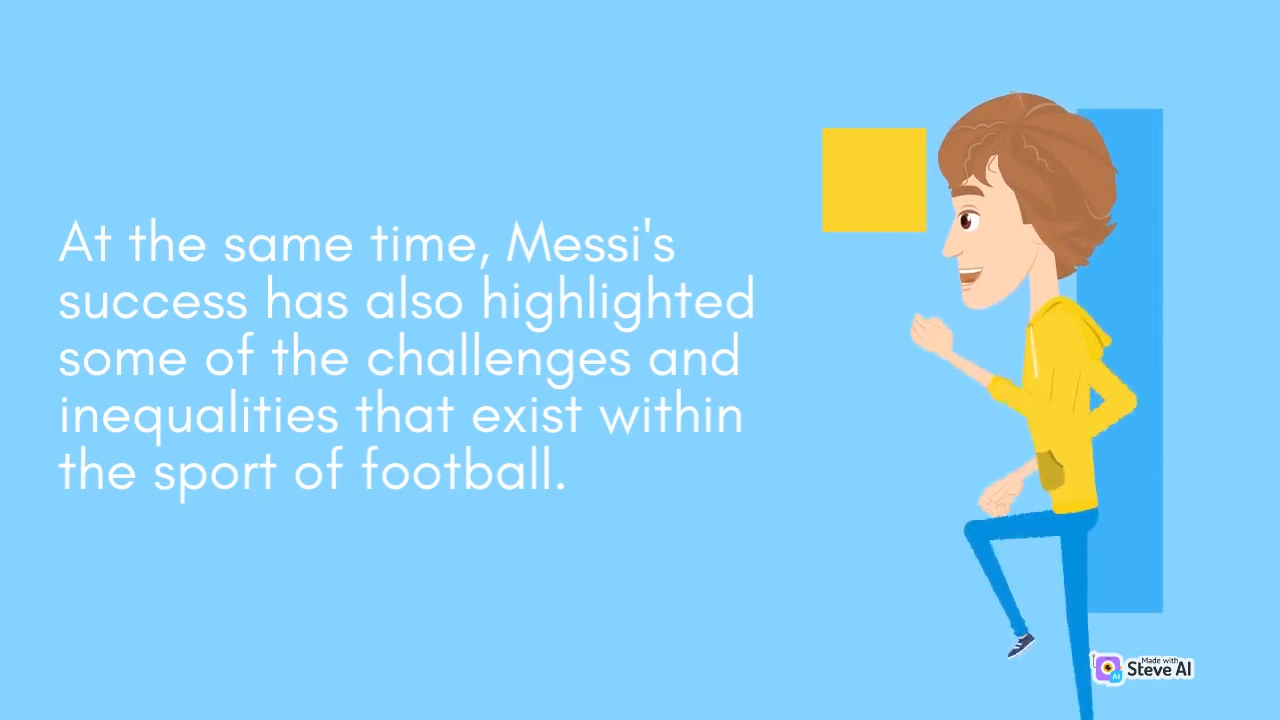 At the same time, Messi's
success has also highlighted
some of the challenges and
inequalities that exist within
the sport of football.
Made with
Steve AI
AI